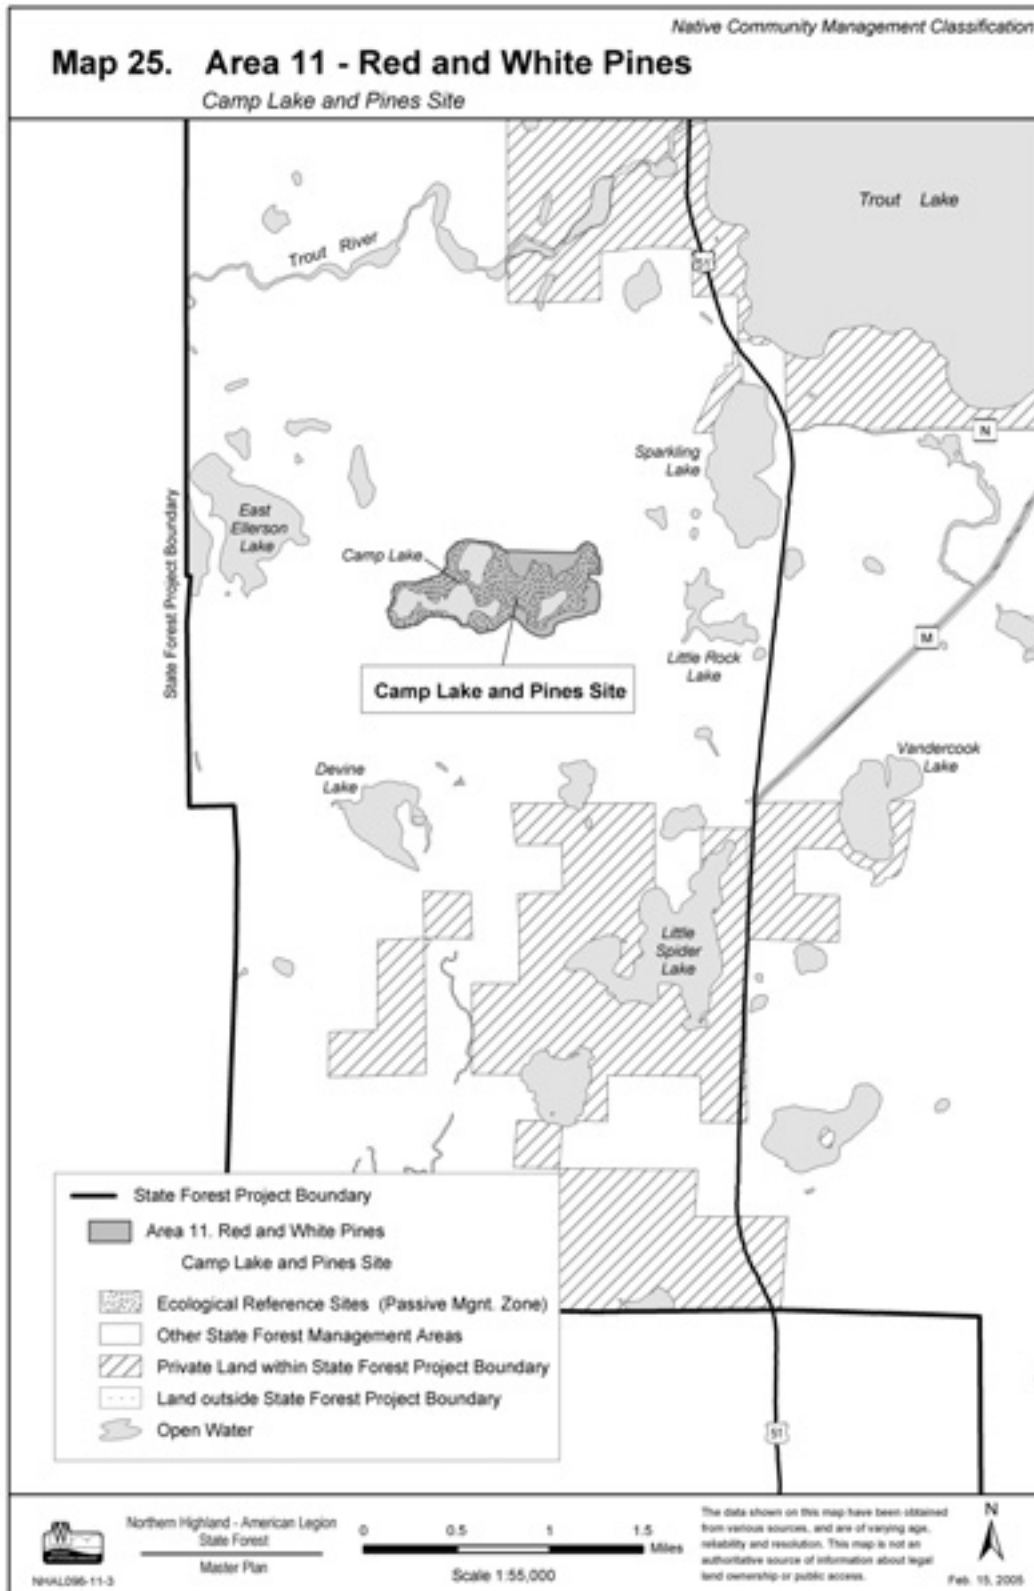 Native Community Management Classification
Map 25. Area 11 - Red and White Pines
Camp Lake and Pines Site
Trout Lake
Trout River
51
N
Sparkling
Lake
East
Ellerson
Lake
State Forest Project Boundary
Camp Lake
M
Little Rock
Lake
Camp Lake and Pines Site
Vandercook
Lake
Devine
Lake
Little
Spider
Lake
State Forest Project Boundary
Area 11. Red and White Pines
Camp Lake and Pines Site
Ecological Reference Sites (Passive Mgnt. Zone)
Other State Forest Management Areas
Private Land within State Forest Project Boundary
Land outside State Forest Project Boundary
Open Water
51
Northern Highland - American Legion
State Forest
Master Plan
NHAL096-11-3
0 0.5 1 1.5
Miles
Scale 1:55,000
The data shown on this map have been obtained
from various sources, and are of varying age,
reliability and resolution. This map is not an
authoritative source of information about legal
land ownership or public access.
N
Feb. 15, 2005